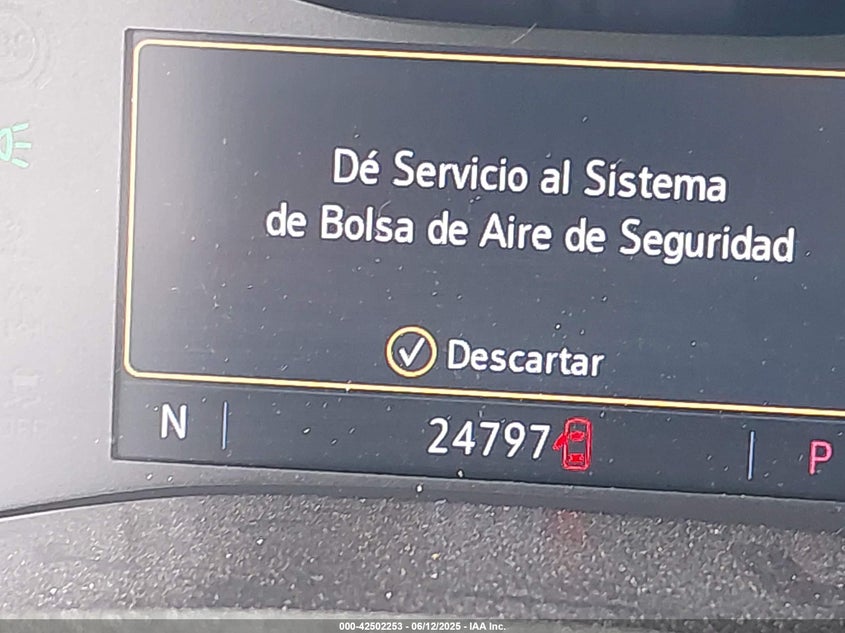 Dé Servicio al Sistema
de Bolsa de Aire de Seguridad
Descartar
N 24797 P
000-42502253 - 06/12/2025 - IAA Inc.